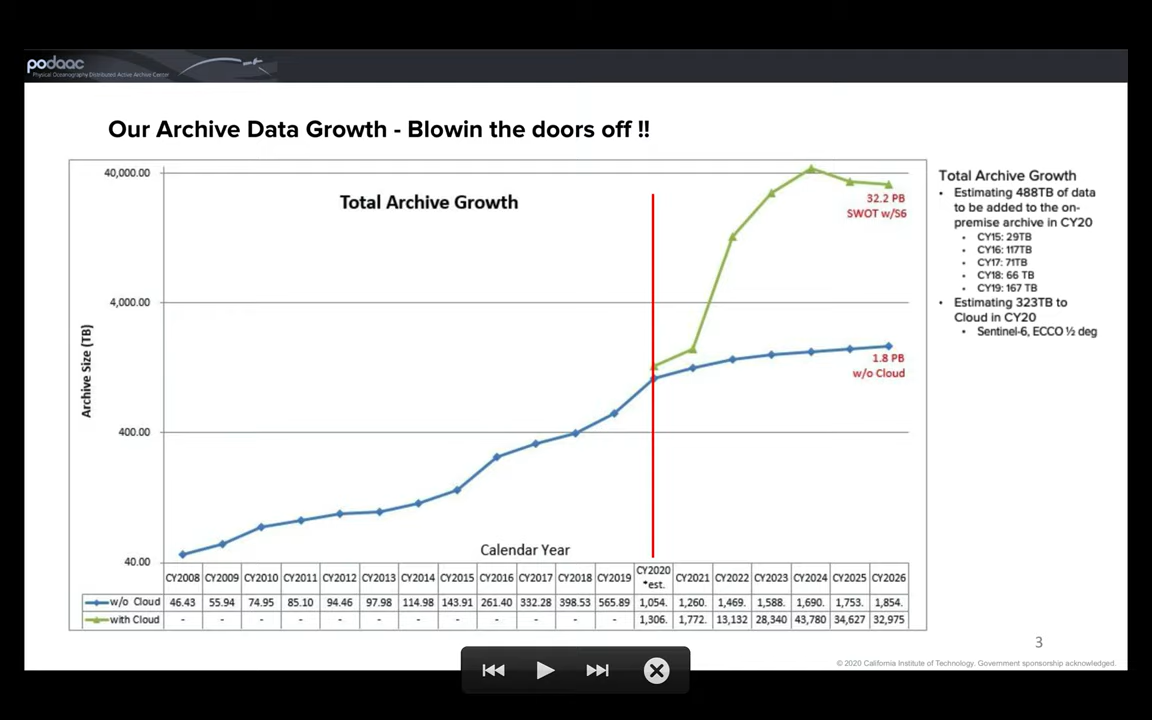 podaac
Physical Oceanography Distributed Active Archive Center
Our Archive Data Growth - Blowin the doors off !!
Total Archive Growth
40,000.00
4,000.00
400.00
40.00
Archive Size (TB)
32.2 PB
SWOT w/S6
1.8 PB
w/o Cloud
Calendar Year
CY2008 CY2009 CY2010 CY2011 CY2012 CY2013 CY2014 CY2015 CY2016 CY2017 CY2018 CY2019 CY2020 *est. CY2021 CY2022 CY2023 CY2024 CY2025 CY2026
w/o Cloud 46.43 55.94 74.95 85.10 94.46 97.98 114.98 143.91 261.40 332.28 398.53 565.89 1,054. 1,260. 1,469. 1,588. 1,690. 1,753. 1,854.
with Cloud - - - - - - - - - - - - 1,306. 1,772. 13,132 28,340 43,780 34,627 32,975
Total Archive Growth
• Estimating 488TB of data
to be added to the on-
premise archive in CY20
• CY15: 29TB
• CY16: 117TB
• CY17: 71TB
• CY18: 66 TB
• CY19: 167 TB
• Estimating 323TB to
Cloud in CY20
• Sentinel-6, ECCO ½ deg
3
© 2020 California Institute of Technology. Government sponsorship acknowledged.